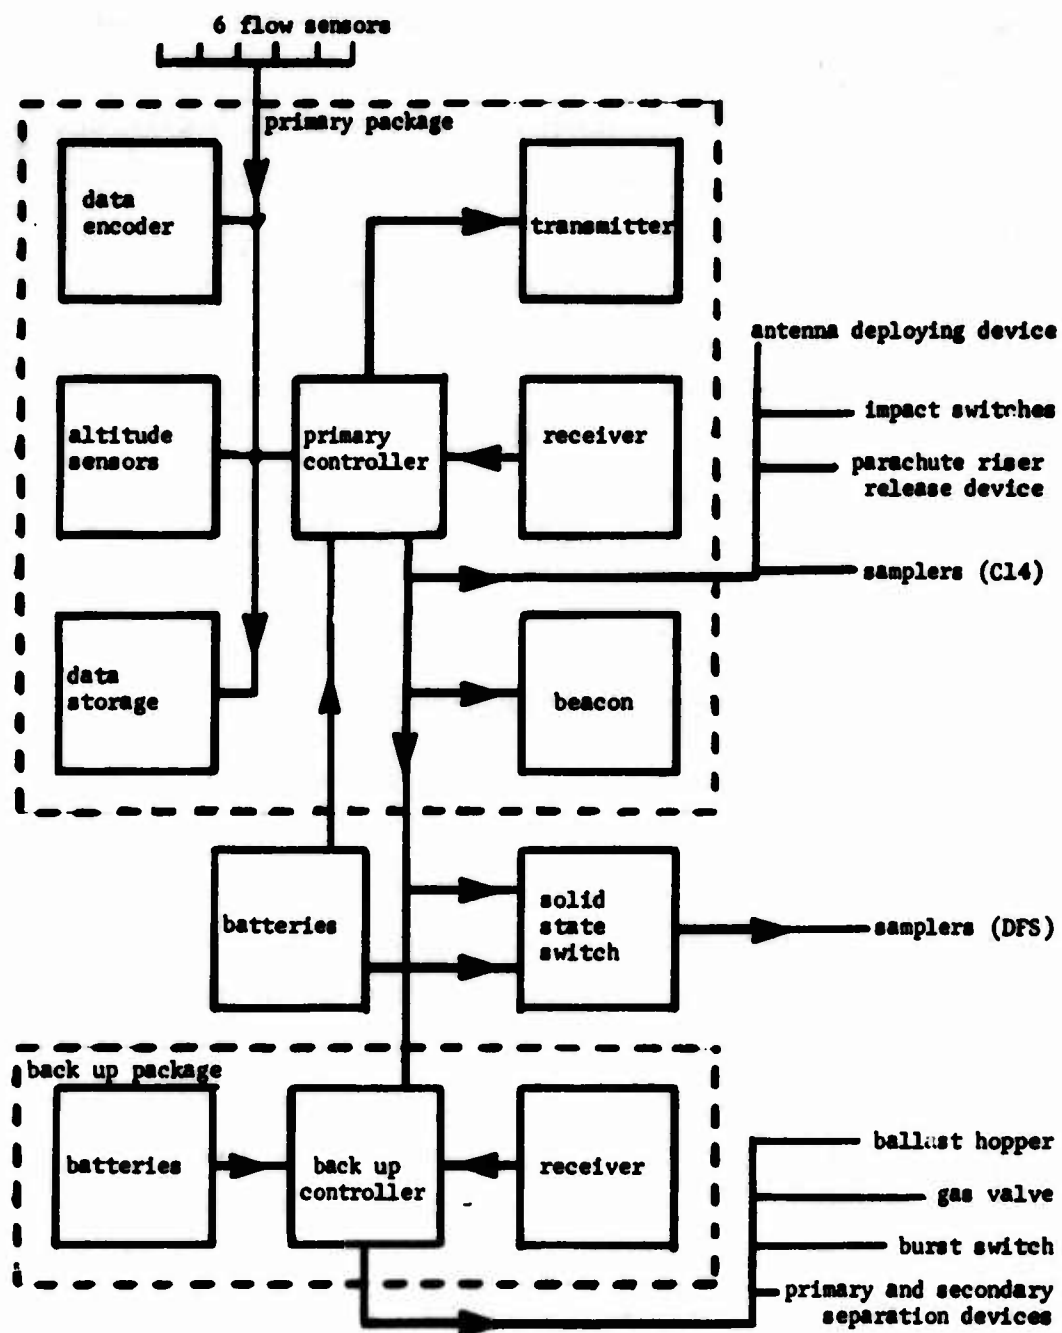 6 flow sensors
primary package
data
encoder
transmitter
antenna deploying device
impact switches
parachute riser
release device
altitude
sensors
primary
controller
receiver
samplers (C14)
data
storage
beacon
batteries
solid
state
switch
samplers (DFS)
back up package
batteries
back up
controller
receiver
ballast hopper
gas valve
burst switch
primary and secondary
separation devices